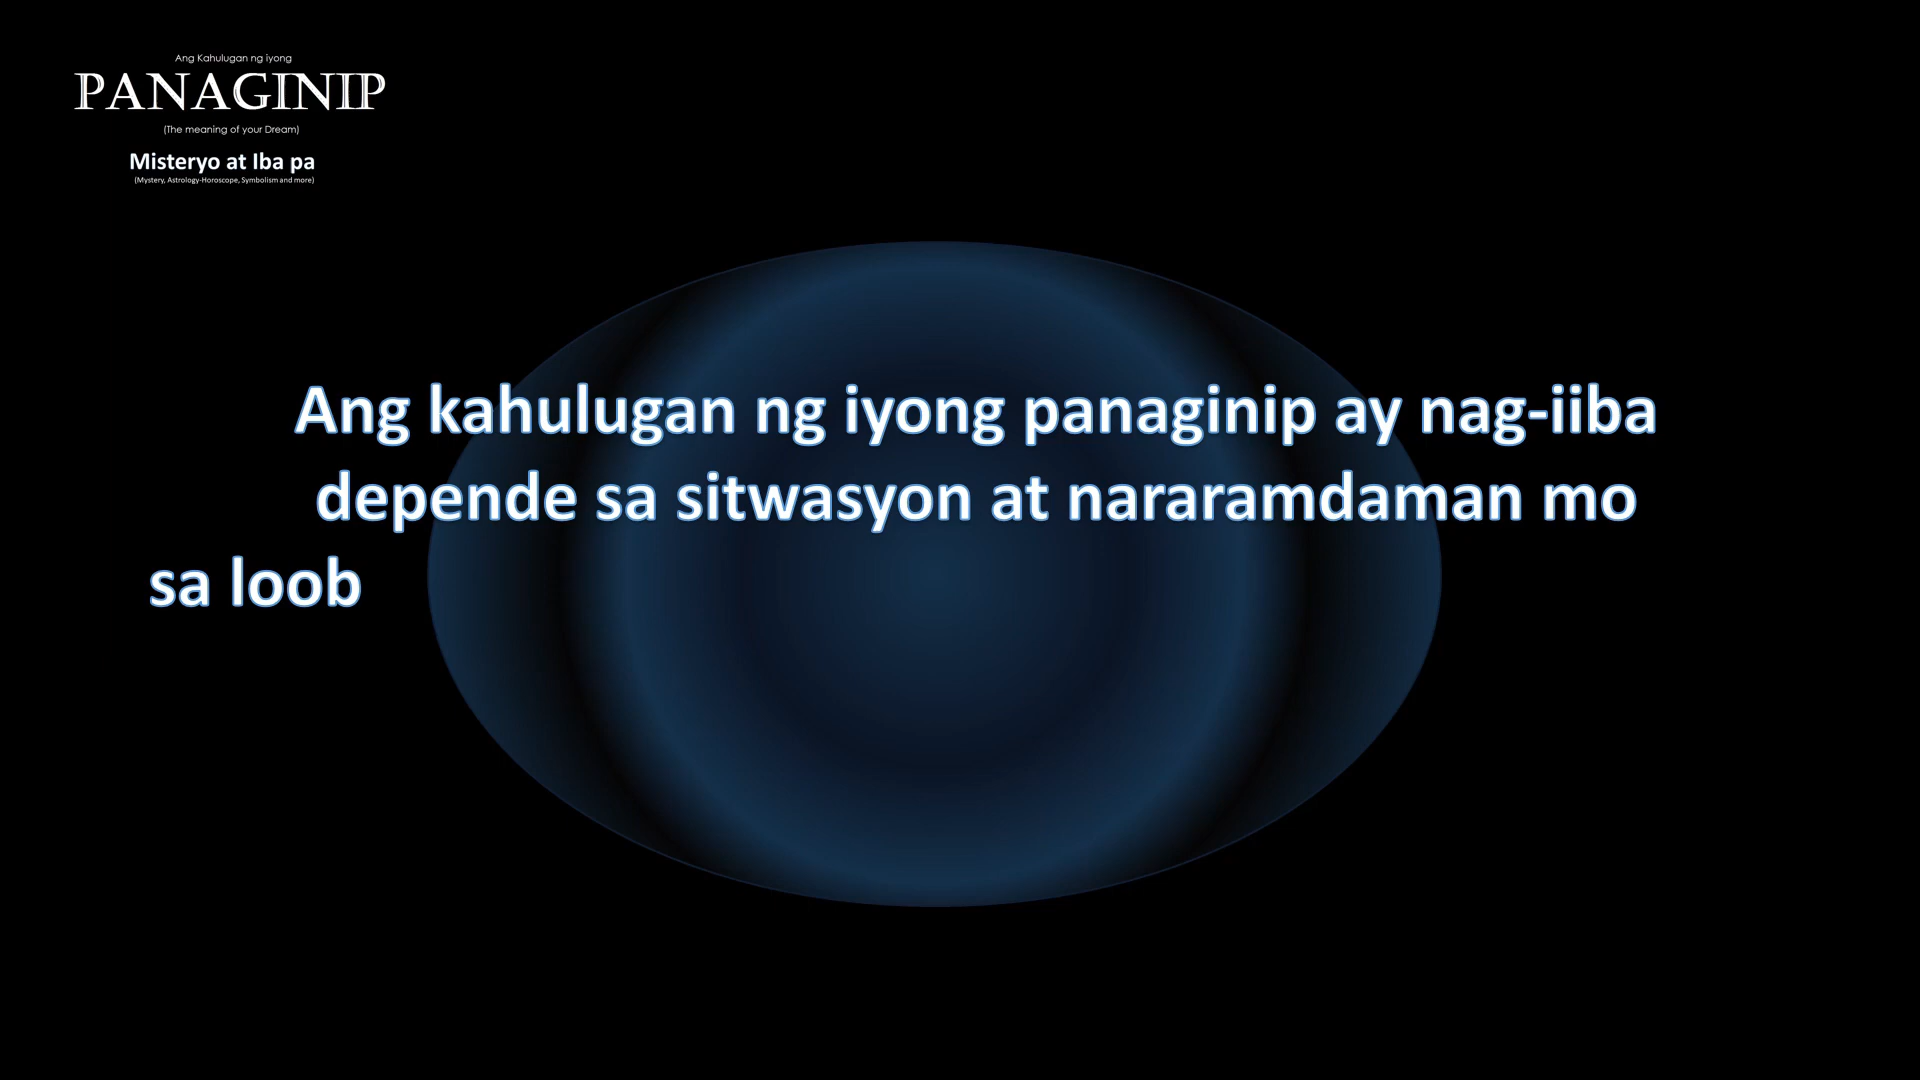 Ang Kahulugan ng iyong
PANAGINIP
(The meaning of your Dream)
Misteryo at Iba pa
(Mystery, Astrology-Horoscope, Symbolism and more)
Ang kahulugan ng iyong panaginip ay nag-iiba
depende sa sitwasyon at nararamdaman mo
sa loob